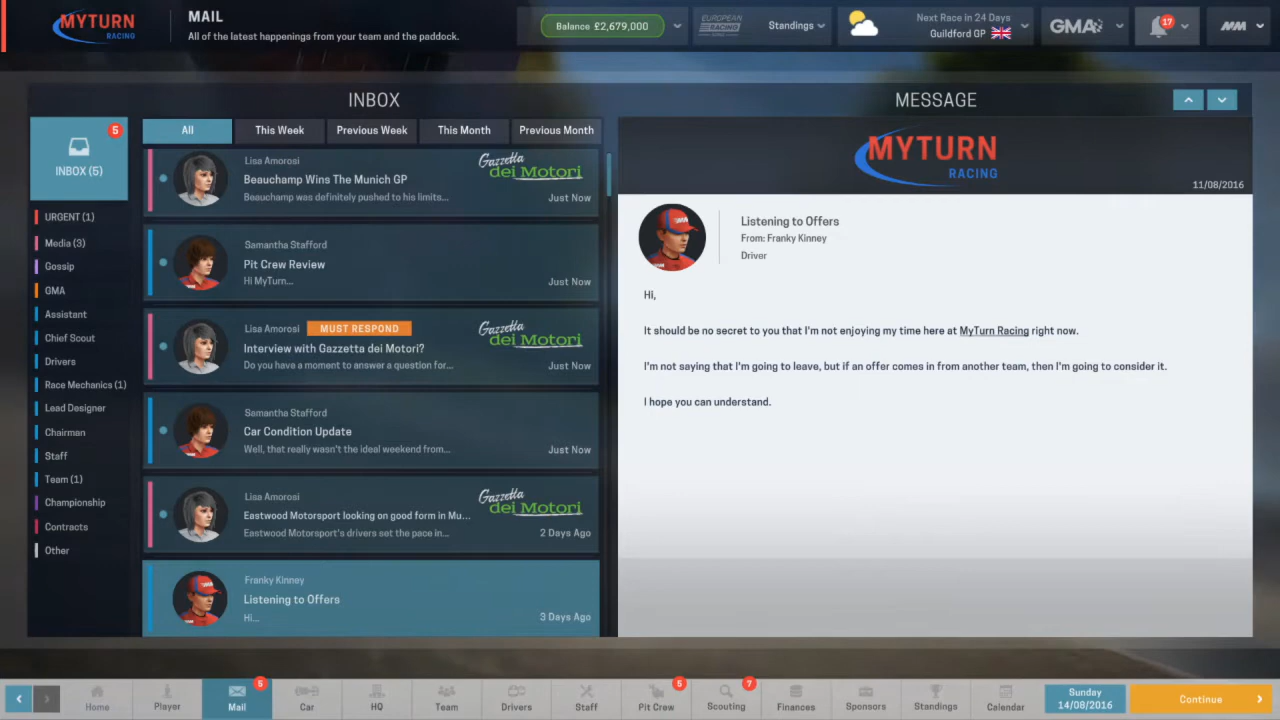 MYTURN
RACING
MAIL
All of the latest happenings from your team and the paddock.
Balance £2,679,000
EUROPEAN
RACING
Standings
Next Race in 24 Days
Guildford GP
GMA
17
INBOX
MESSAGE
5
INBOX (5)
URGENT (1)
Media (3)
Gossip
GMA
Assistant
Chief Scout
Drivers
Race Mechanics (1)
Lead Designer
Chairman
Staff
Team (1)
Championship
Contracts
Other
All
This Week
Previous Week
This Month
Previous Month
Lisa Amorosi
Beauchamp Wins The Munich GP
Beauchamp was definitely pushed to his limits...
Gazzetta
dei Motori
Just Now
Samantha Stafford
Pit Crew Review
Hi MyTurn...
Just Now
Lisa Amorosi
MUST RESPOND
Interview with Gazzetta dei Motori?
Do you have a moment to answer a question for...
Gazzetta
dei Motori
Just Now
Samantha Stafford
Car Condition Update
Well, that really wasn't the ideal weekend from...
Just Now
Lisa Amorosi
Eastwood Motorsport looking on good form in Mu...
Eastwood Motorsport's drivers set the pace in...
Gazzetta
dei Motori
2 Days Ago
Franky Kinney
Listening to Offers
Hi...
3 Days Ago
MYTURN
RACING
11/08/2016
Listening to Offers
From: Franky Kinney
Driver
Hi,
It should be no secret to you that I'm not enjoying my time here at MyTurn Racing right now.
I'm not saying that I'm going to leave, but if an offer comes in from another team, then I'm going to consider it.
I hope you can understand.
Home
Player
Mail
5
Car
HQ
Team
Drivers
Staff
Pit Crew
5
Scouting
7
Finances
Sponsors
Standings
Calendar
Sunday
14/08/2016
Continue